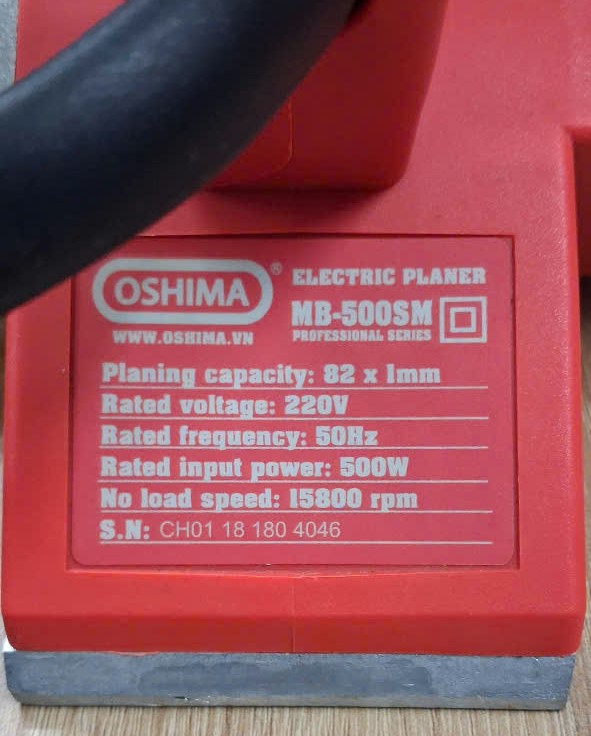 OSHIMA®
WWW.OSHIMA.VN
ELECTRIC PLANER
MB-500SM
PROFESSIONAL SERIES
Planing capacity: 82 x 1mm
Rated voltage: 220V
Rated frequency: 50Hz
Rated input power: 500W
No load speed: 15800 rpm
S.N: CH01 18 180 4046